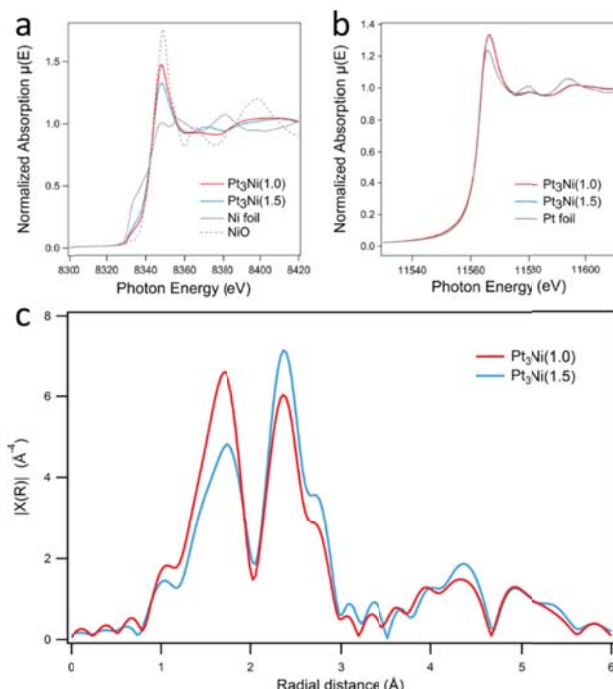 a
Normalized Absorption μ(E)
1.5
1.0
0.5
0.0
Pt₃Ni(1.0)
Pt₃Ni(1.5)
Ni foil
NiO
8300 8320 8340 8360 8380 8400 8420
Photon Energy (eV)
b
Normalized Absorption μ(E)
1.4
1.2
1.0
0.8
0.6
0.4
0.2
0.0
Pt₃Ni(1.0)
Pt₃Ni(1.5)
Pt foil
11540 11560 11580 11600
Photon Energy (eV)
c
|X(R)| (Å⁻⁴)
8
6
4
2
0
Pt₃Ni(1.0)
Pt₃Ni(1.5)
0 1 2 3 4 5 6
Radial distance (Å)